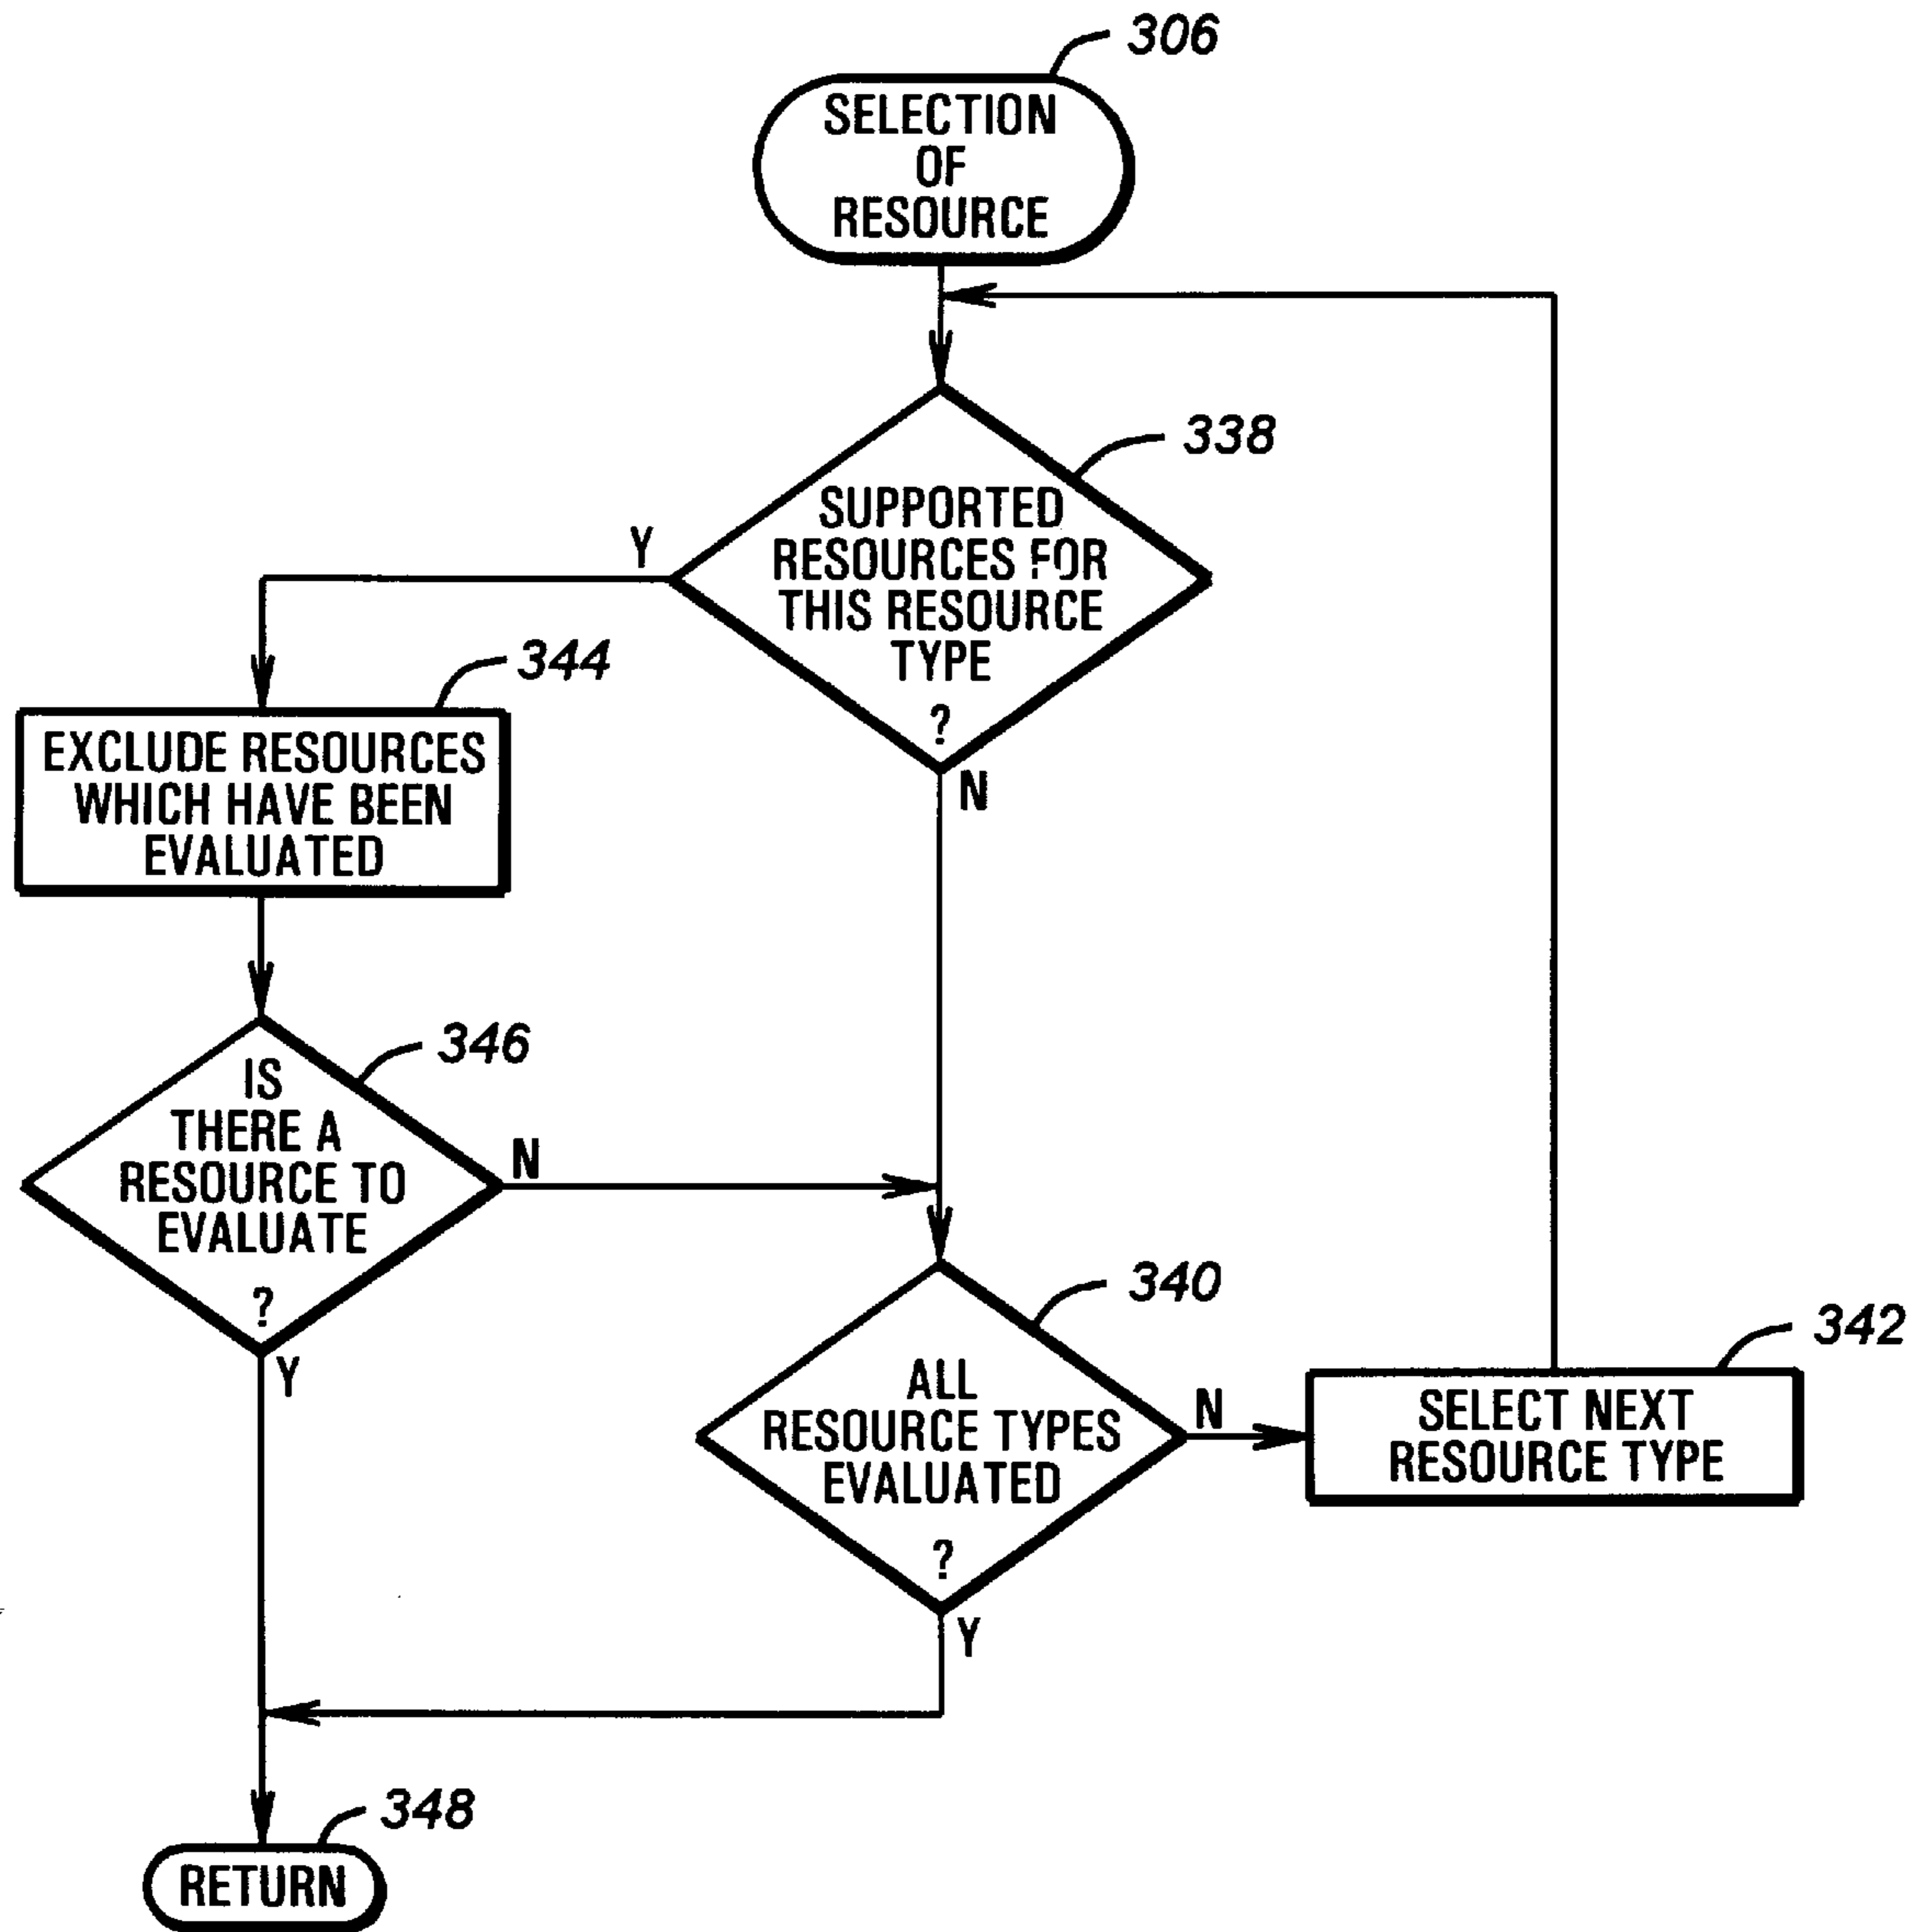 306
SELECTION
OF
RESOURCE
338
SUPPORTED
RESOURCES FOR
THIS RESOURCE
TYPE
?
Y
N
344
EXCLUDE RESOURCES
WHICH HAVE BEEN
EVALUATED
346
IS
THERE A
RESOURCE TO
EVALUATE
?
N
Y
340
ALL
RESOURCE TYPES
EVALUATED
?
N
Y
342
SELECT NEXT
RESOURCE TYPE
348
RETURN